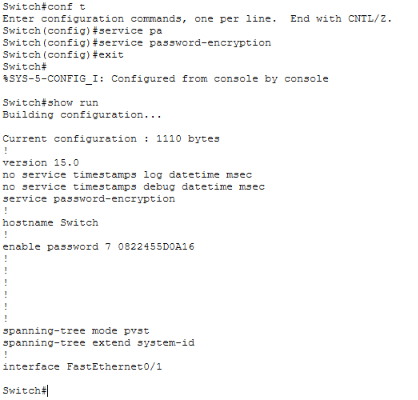 Switch#conf t
Enter configuration commands, one per line.  End with CNTL/Z.
Switch(config)#service pa
Switch(config)#service password-encryption
Switch(config)#exit
Switch#
%SYS-5-CONFIG_I: Configured from console by console
Switch#show run
Building configuration...
Current configuration : 1110 bytes
!
version 15.0
no service timestamps log datetime msec
no service timestamps debug datetime msec
service password-encryption
!
hostname Switch
!
enable password 7 0822455D0A16
!
!
!
!
!
!
spanning-tree mode pvst
spanning-tree extend system-id
!
interface FastEthernet0/1
Switch#